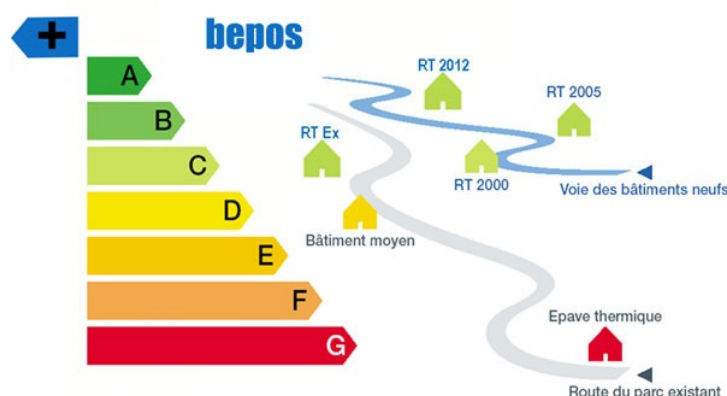 +
bepos
A
B
C
D
E
F
G
RT 2012
RT 2005
RT Ex
RT 2000
Voie des bâtiments neufs
Bâtiment moyen
Epave thermique
Route du parc existant